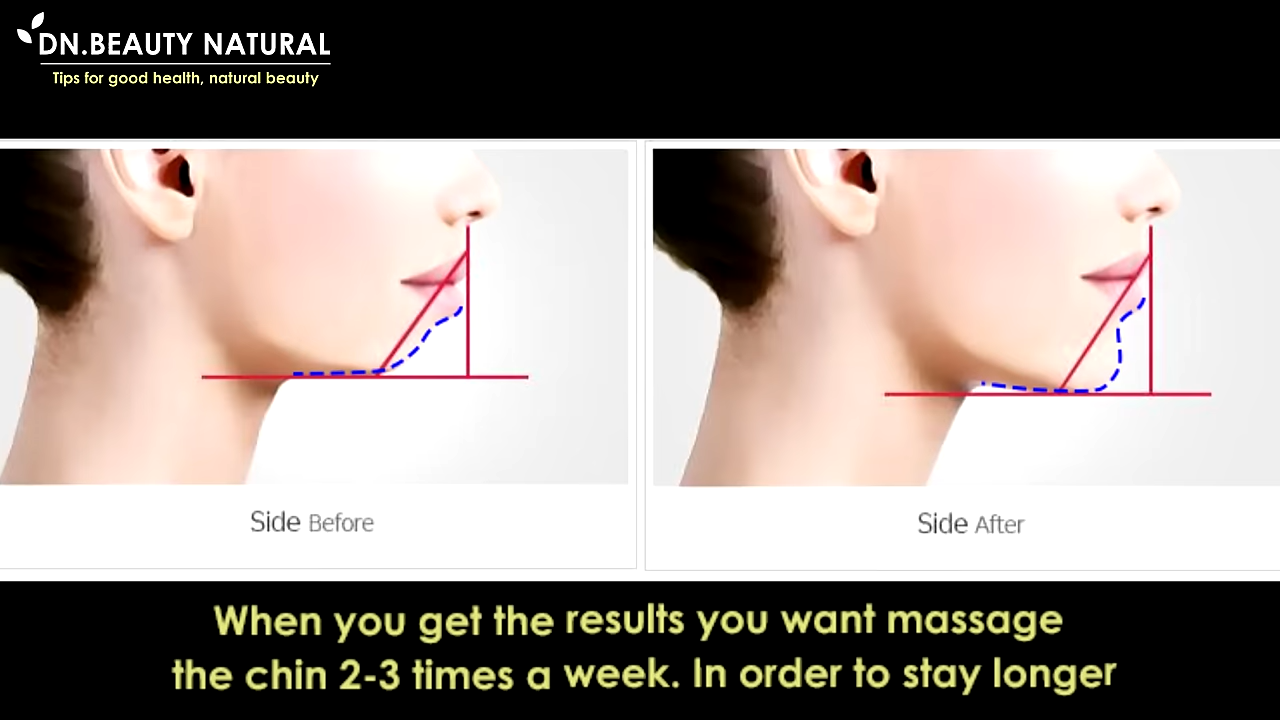 DN.BEAUTY NATURAL
Tips for good health, natural beauty
Side Before
Side After
When you get the results you want massage
the chin 2-3 times a week. In order to stay longer